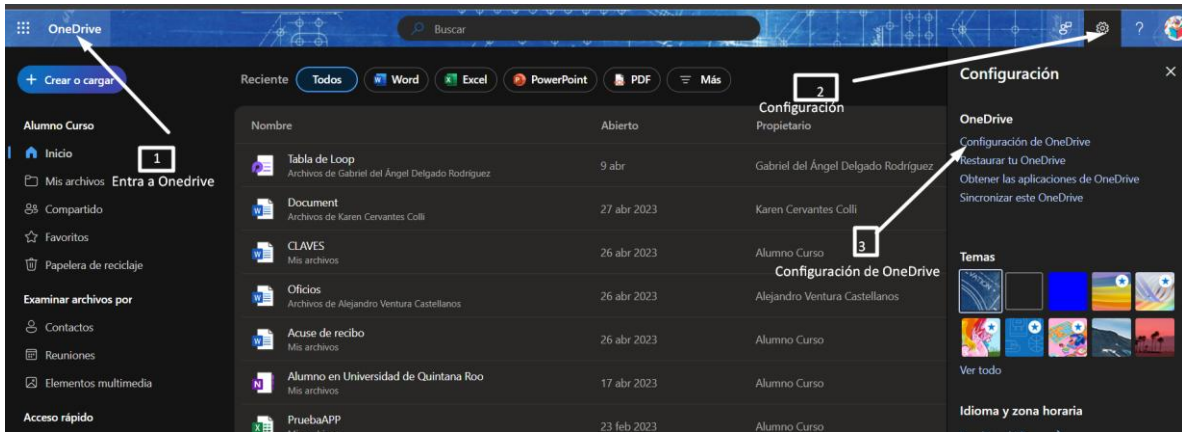 OneDrive
Buscar
?
+ Crear o cargar
Reciente Todos Word Excel PowerPoint PDF Más
2
Configuración
Configuración
Alumno Curso
Inicio
1
Mis archivos
Entra a Onedrive
Compartido
Favoritos
Papelera de reciclaje
Examinar archivos por
Contactos
Reuniones
Elementos multimedia
Acceso rápido
Nombre Abierto Propietario
Tabla de Loop 9 abr Gabriel del Ángel Delgado Rodríguez
Archivos de Gabriel del Ángel Delgado Rodríguez
Document 27 abr 2023 Karen Cervantes Colli
Archivos de Karen Cervantes Colli
CLAVES 26 abr 2023 Alumno Curso
Mis archivos
3
Configuración de OneDrive
Oficios 26 abr 2023 Alejandro Ventura Castellanos
Archivos de Alejandro Ventura Castellanos
Acuse de recibo 26 abr 2023 Alumno Curso
Mis archivos
Alumno en Universidad de Quintana Roo 17 abr 2023 Alumno Curso
Mis archivos
PruebaAPP 23 feb 2023 Alumno Curso
OneDrive
Configuración de OneDrive
Restaurar tu OneDrive
Obtener las aplicaciones de OneDrive
Sincronizar este OneDrive
Temas
Ver todo
Idioma y zona horaria